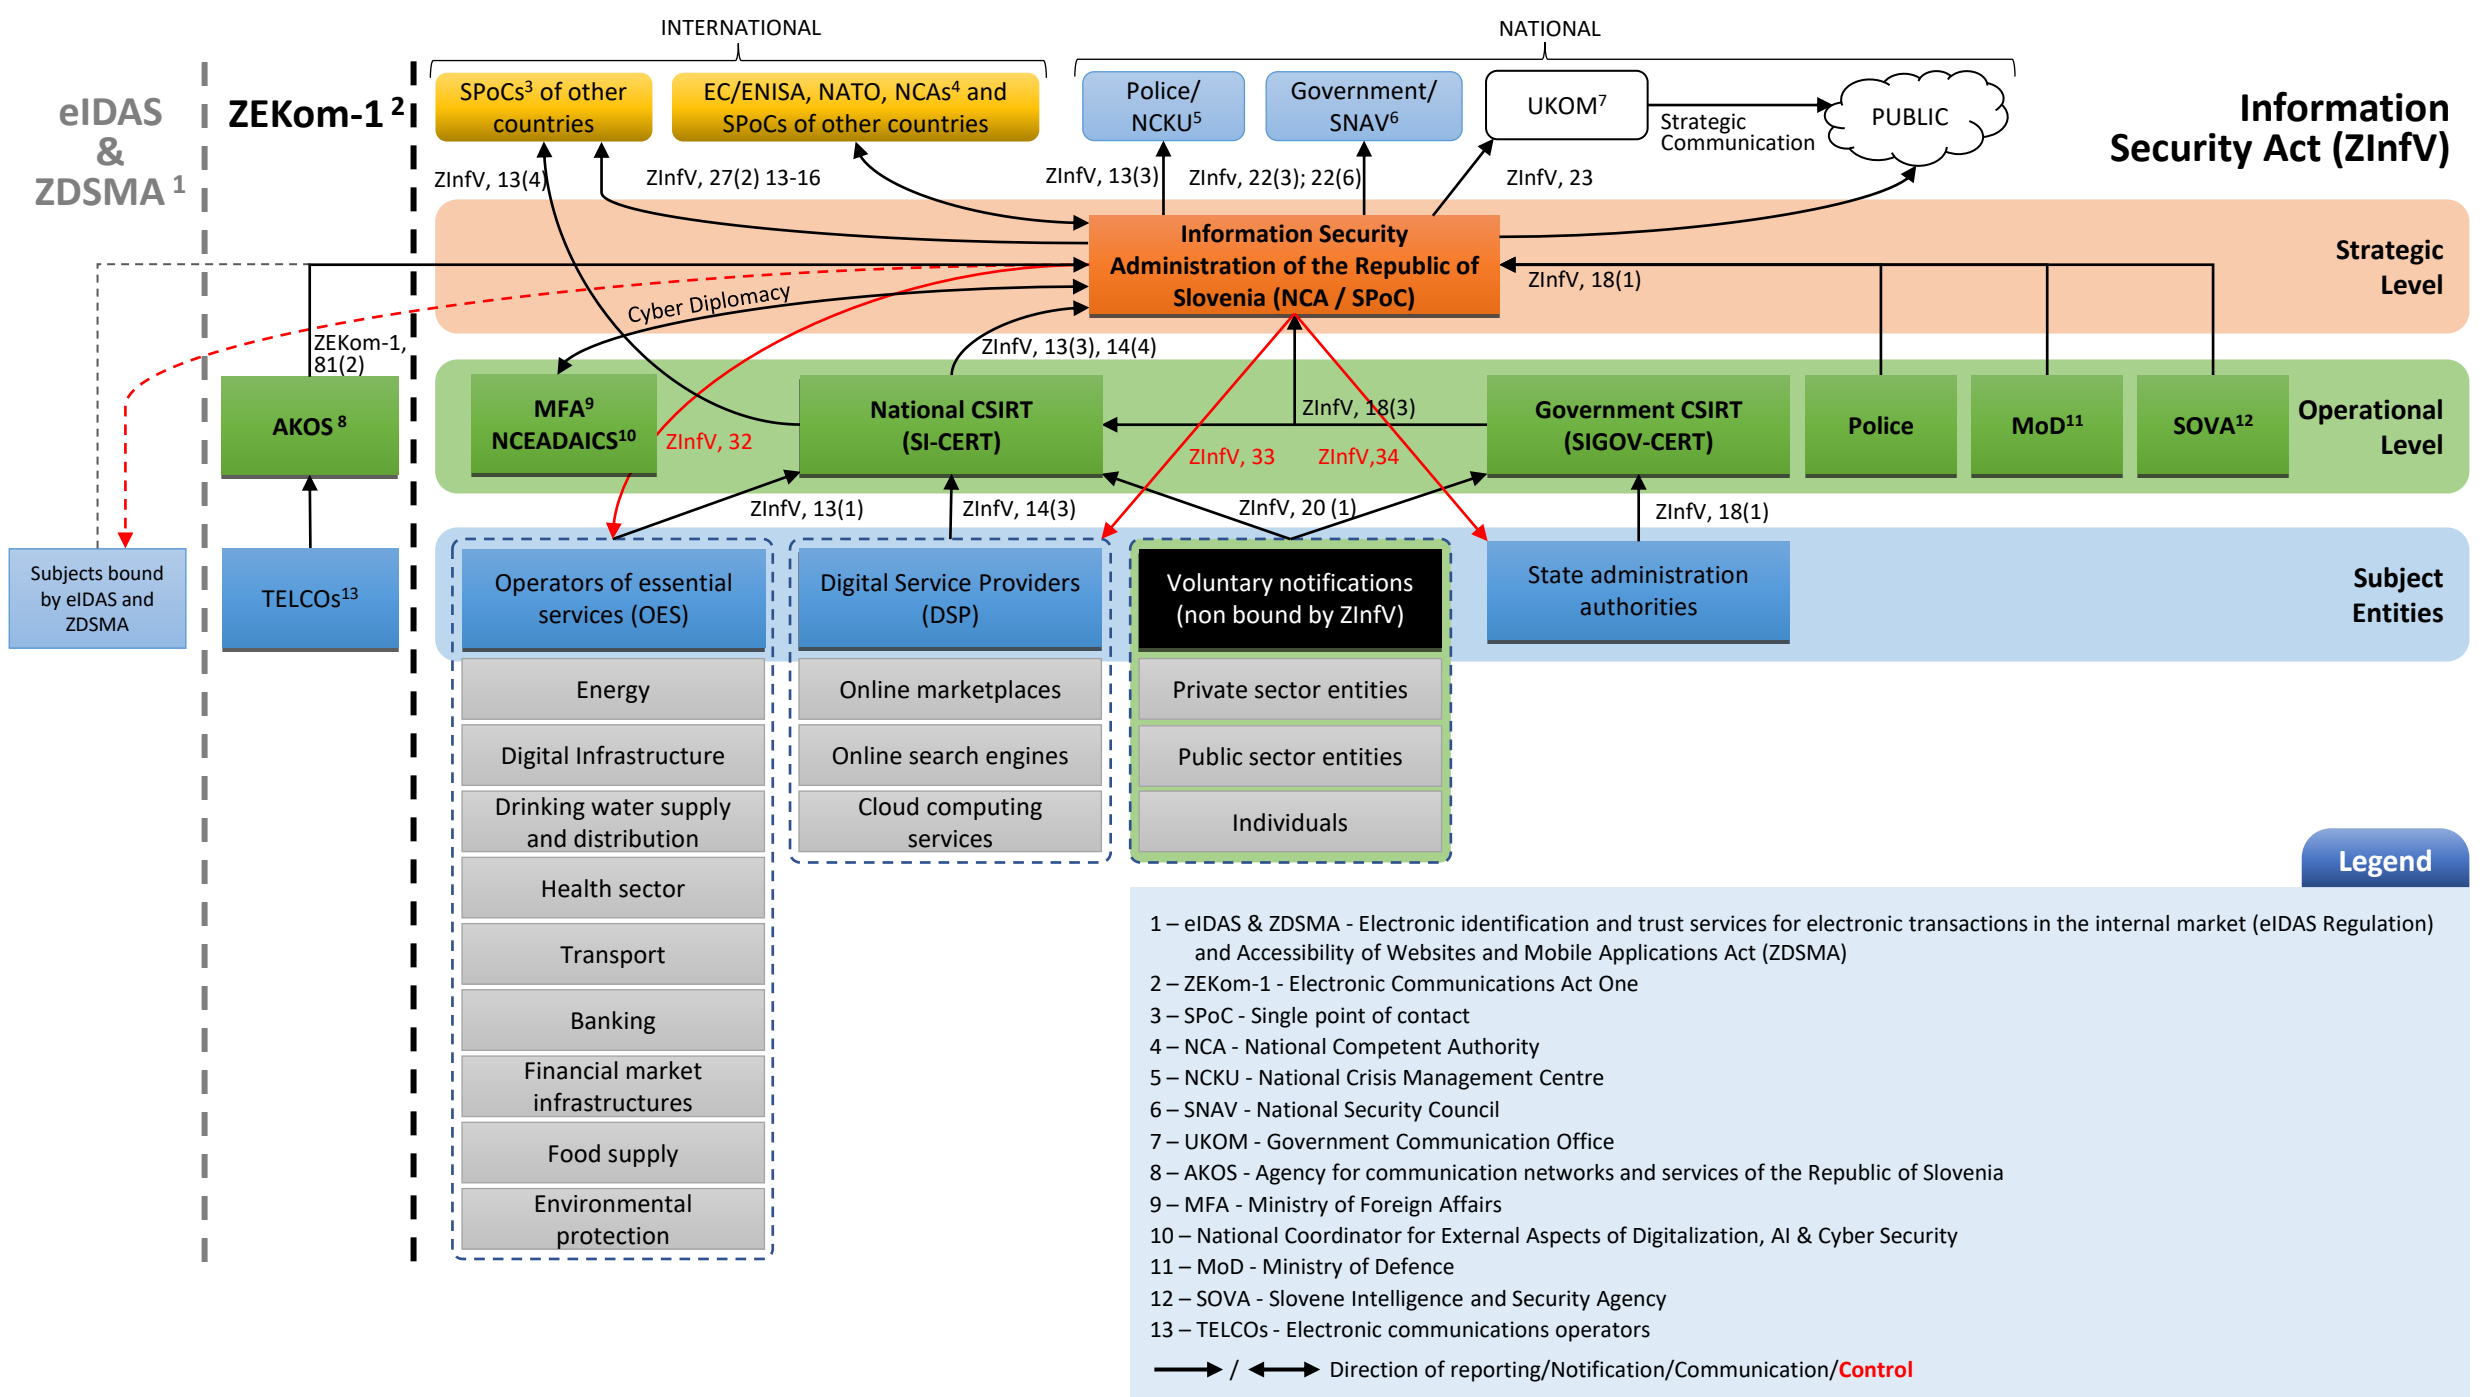 INTERNATIONAL
NATIONAL
eIDAS
&
ZDSMA 1
ZEKom-1 2
SPoCs3 of other
countries
EC/ENISA, NATO, NCAs4 and
SPoCs of other countries
Police/
NCKU5
Government/
SNAV6
UKOM7
Strategic
Communication
PUBLIC
Information
Security Act (ZInfV)
ZInfV, 13(4)
ZInfV, 27(2) 13-16
ZInfV, 13(3)
ZInfv, 22(3); 22(6)
ZInfV, 23
Information Security
Administration of the Republic of
Slovenia (NCA / SPoC)
Strategic
Level
ZInfV, 18(1)
Cyber Diplomacy
ZEKom-1,
81(2)
ZInfV, 13(3), 14(4)
AKOS 8
MFA9
NCEADAICS10
ZInfV, 32
National CSIRT
(SI-CERT)
ZInfV, 18(3)
ZInfV, 33
ZInfV,34
Government CSIRT
(SIGOV-CERT)
Police
MoD11
SOVA12
Operational
Level
ZInfV, 13(1)
ZInfV, 14(3)
ZInfV, 20 (1)
ZInfV, 18(1)
Subjects bound
by eIDAS and
ZDSMA
TELCOs13
Operators of essential
services (OES)
Digital Service Providers
(DSP)
Voluntary notifications
(non bound by ZInfV)
State administration
authorities
Subject
Entities
Energy
Digital Infrastructure
Drinking water supply
and distribution
Health sector
Transport
Banking
Financial market
infrastructures
Food supply
Environmental
protection
Online marketplaces
Online search engines
Cloud computing
services
Private sector entities
Public sector entities
Individuals
Legend
1 – eIDAS & ZDSMA - Electronic identification and trust services for electronic transactions in the internal market (eIDAS Regulation)
and Accessibility of Websites and Mobile Applications Act (ZDSMA)
2 – ZEKom-1 - Electronic Communications Act One
3 – SPoC - Single point of contact
4 – NCA - National Competent Authority
5 – NCKU - National Crisis Management Centre
6 – SNAV - National Security Council
7 – UKOM - Government Communication Office
8 – AKOS - Agency for communication networks and services of the Republic of Slovenia
9 – MFA - Ministry of Foreign Affairs
10 – National Coordinator for External Aspects of Digitalization, AI & Cyber Security
11 – MoD - Ministry of Defence
12 – SOVA - Slovene Intelligence and Security Agency
13 – TELCOs - Electronic communications operators
/ Direction of reporting/Notification/Communication/Control